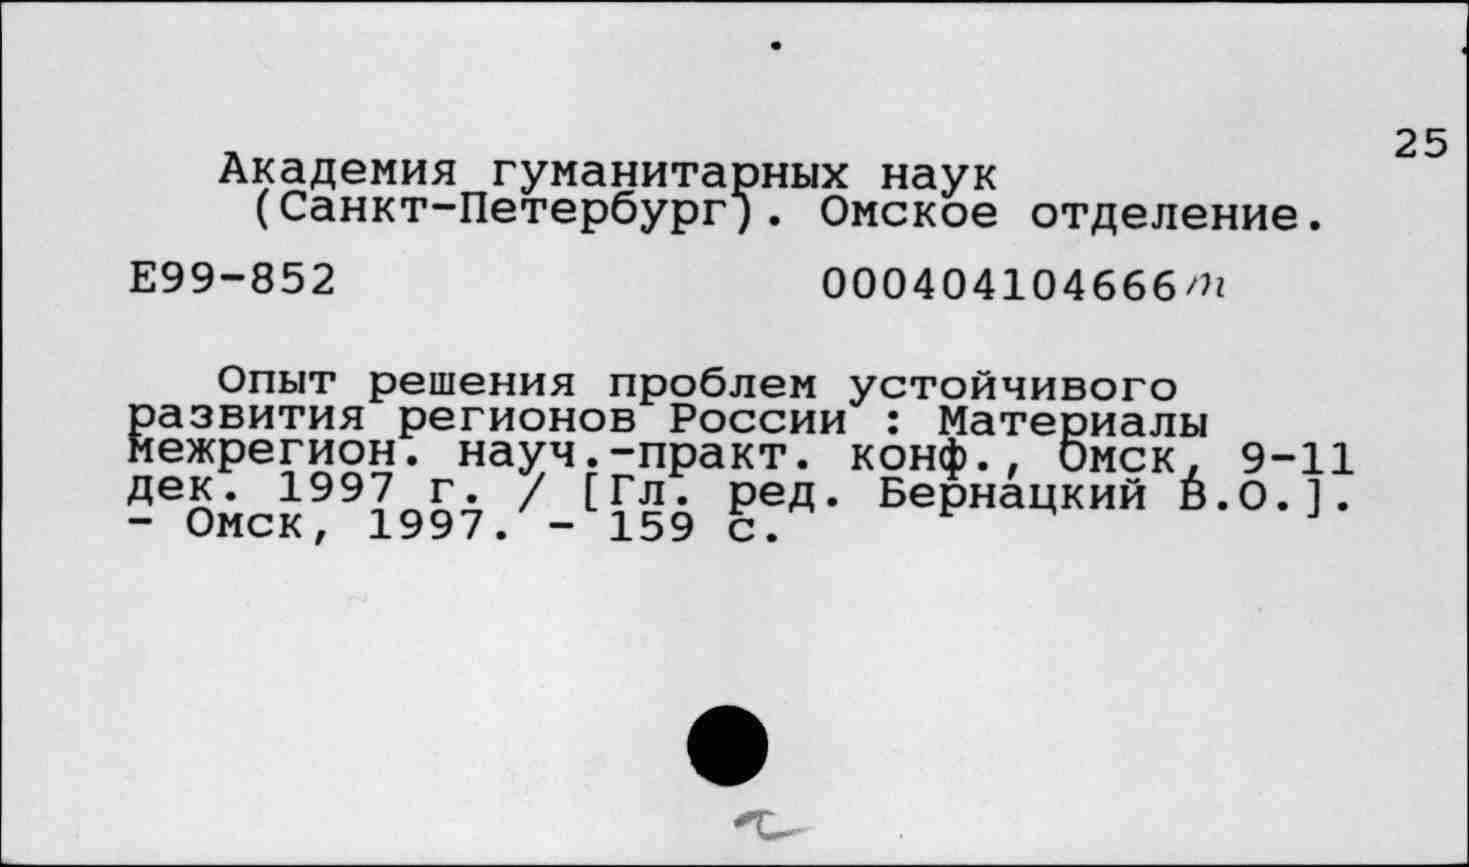 25
Академия гуманитарных наук
(Санкт-Петербург). Омское отделение.
Е99-852 000404104666m
Опыт решения проблем устойчивого
развития регионов России : Материалы
межрегион. науч.-практ. конф., Омск, 9-11
дек. 1997 г. / [Гл. ред. Бернацкий В.О.].
- Омск, 1997. - 159 с.